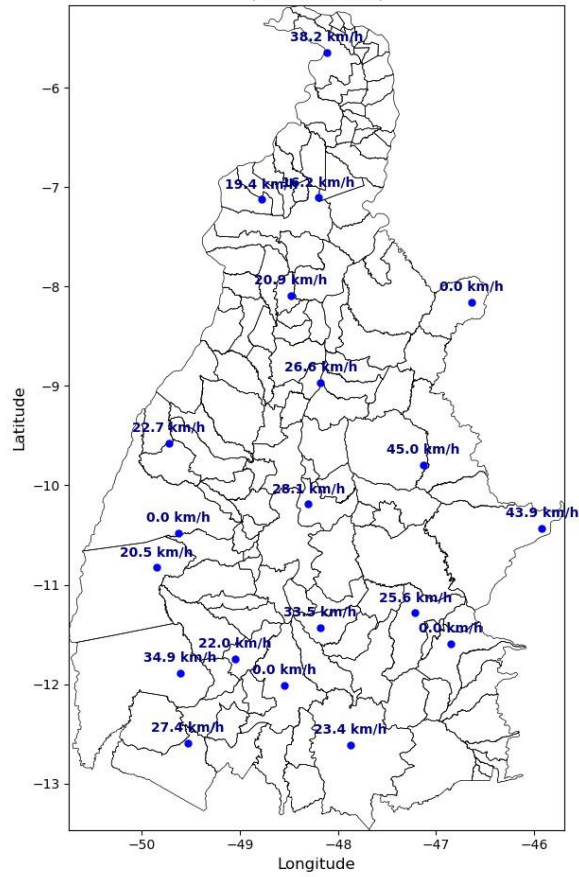 38.2 km/h
19.4 km/h
16.2 km/h
20.9 km/h
0.0 km/h
26.6 km/h
22.7 km/h
45.0 km/h
28.1 km/h
0.0 km/h
43.9 km/h
20.5 km/h
25.6 km/h
33.5 km/h
0.0 km/h
22.0 km/h
34.9 km/h
0.0 km/h
27.4 km/h
23.4 km/h
−6
−7
−8
−9
−10
−11
−12
−13
Latitude
−50
−49
−48
−47
−46
Longitude